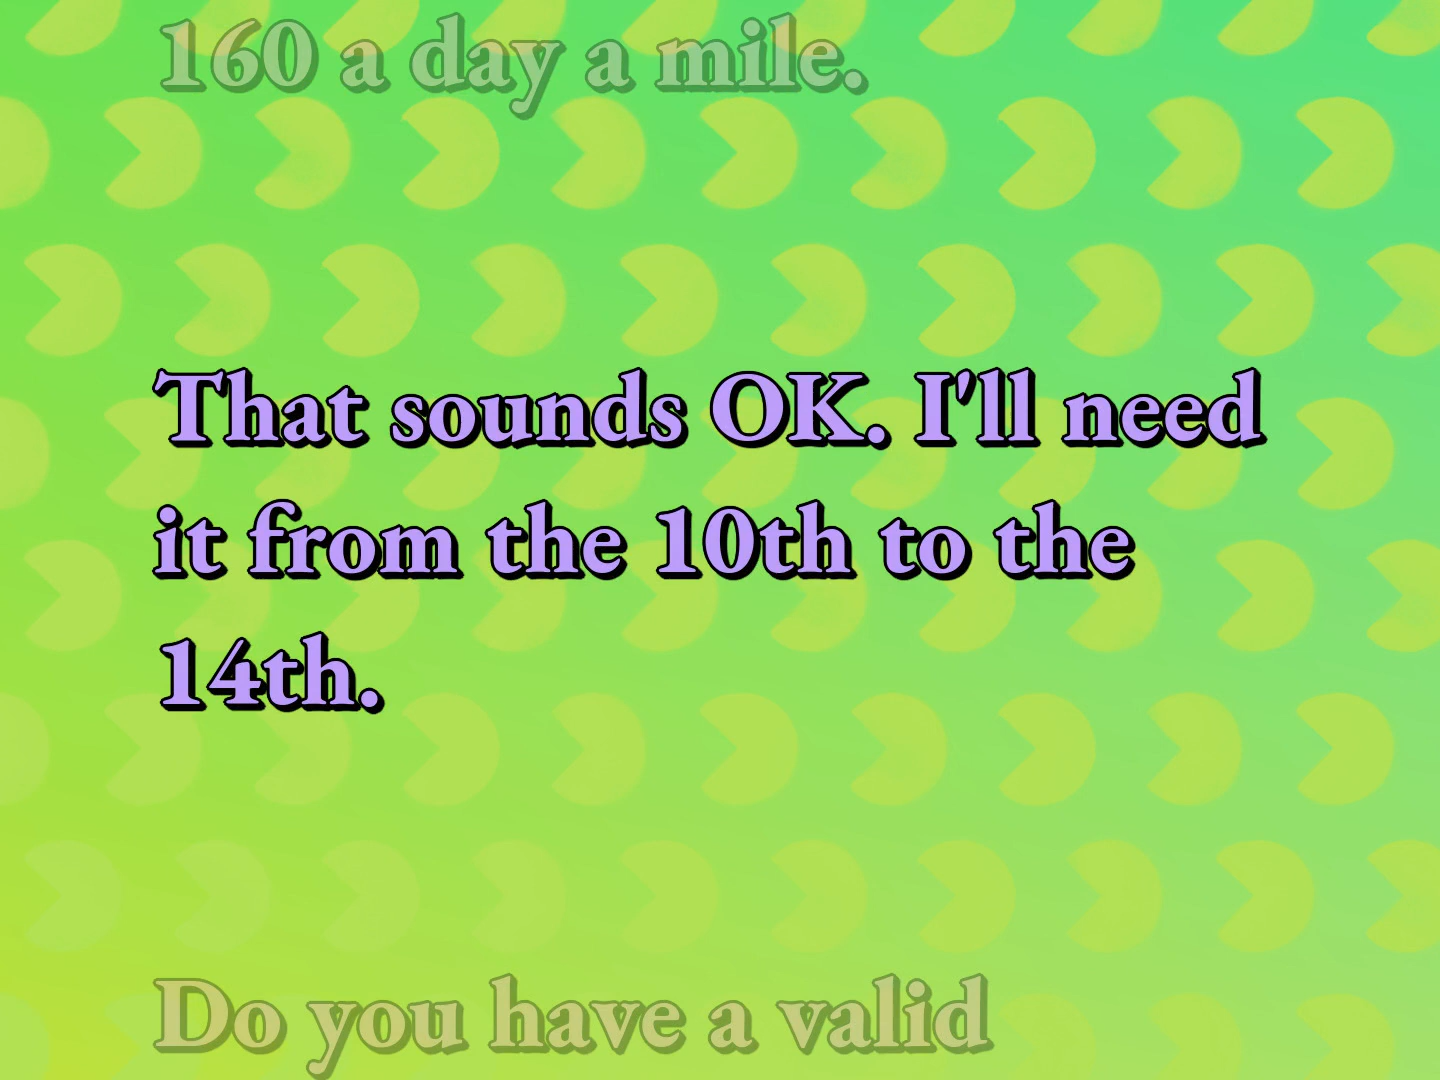 160 a day a mile.
That sounds OK. I'll need
it from the 10th to the
14th.
Do you have a valid